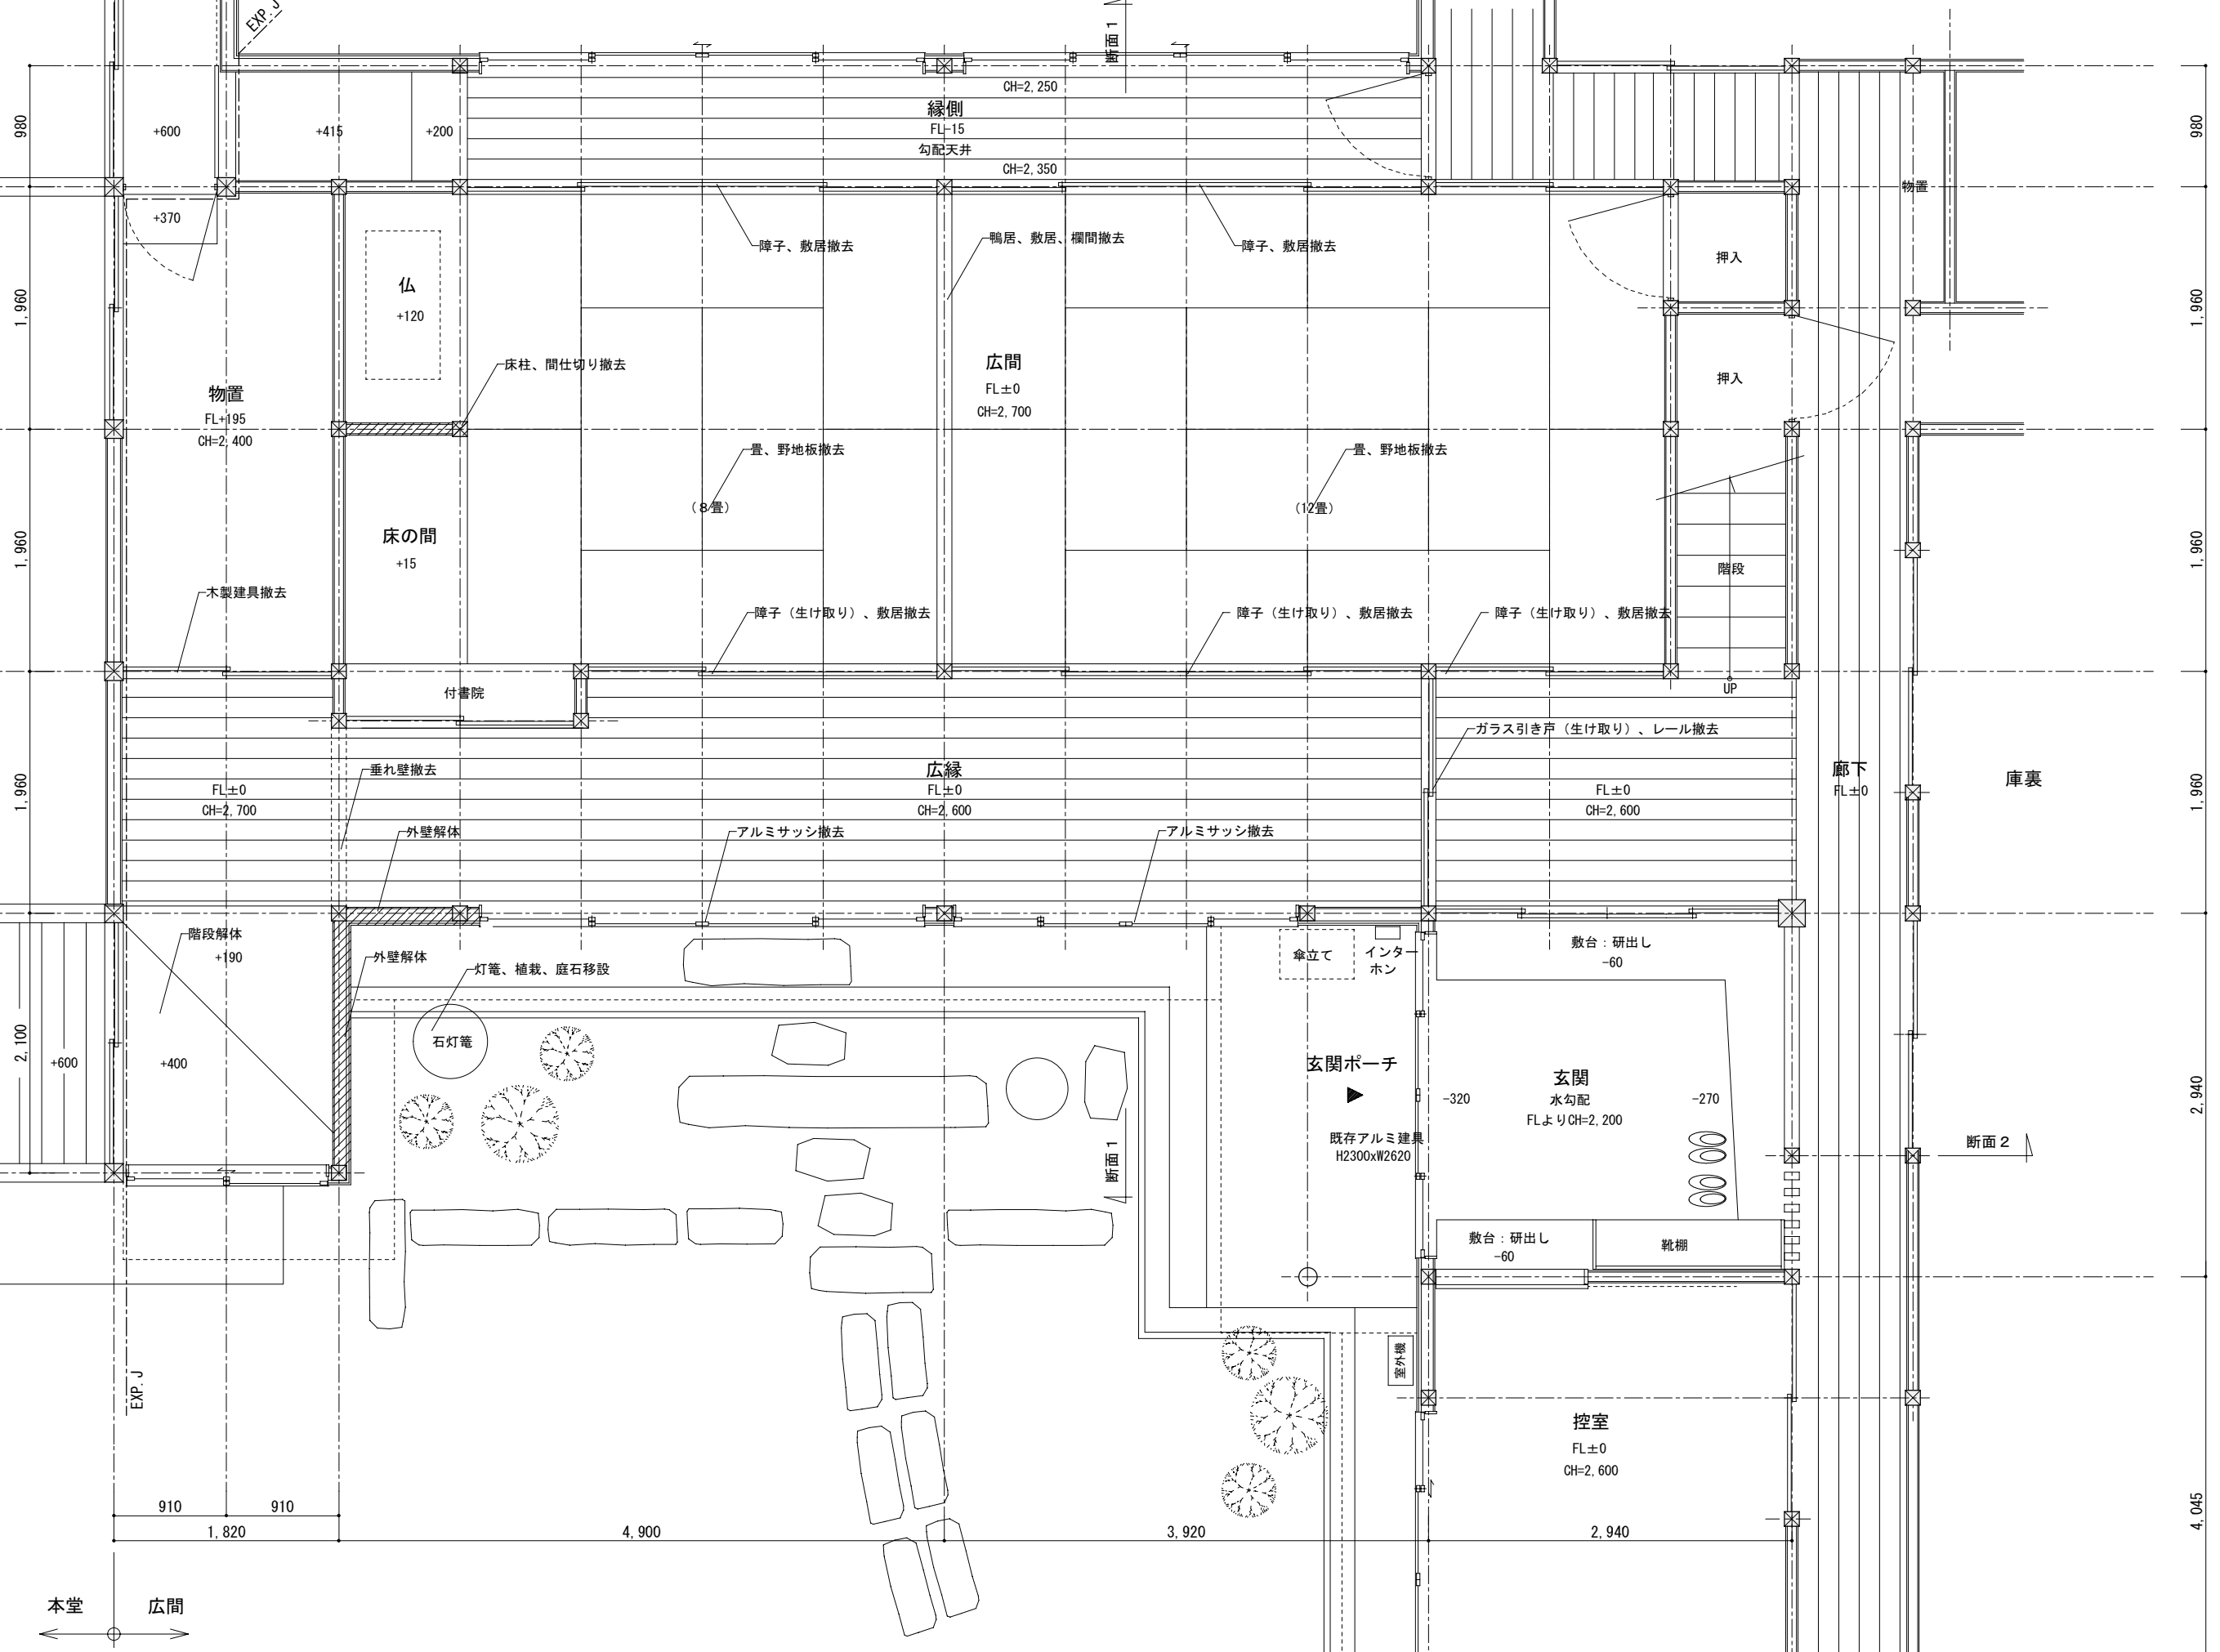 EXP.J
断面1
980
+600
+415
+200
CH=2,250
縁側
FL-15
勾配天井
CH=2,350
980
+370
物置
障子、敷居撤去
鴨居、敷居、欄間撤去
障子、敷居撤去
押入
1,960
仏
+120
1,960
床柱、間仕切り撤去
広間
FL±0
CH=2,700
押入
物置
FL+195
CH=2,400
畳、野地板撤去
畳、野地板撤去
(8畳)
(12畳)
1,960
床の間
+15
階段
1,960
木製建具撤去
障子（生け取り）、敷居撤去
障子（生け取り）、敷居撤去
障子（生け取り）、敷居撤去
付書院
UP
ガラス引き戸（生け取り）、レール撤去
垂れ壁撤去
広縁
廊下
FL±0
庫裏
1,960
FL±0
CH=2,700
FL±0
CH=2,600
FL±0
CH=2,600
1,960
外壁解体
アルミサッシ撤去
アルミサッシ撤去
階段解体
+190
外壁解体
灯篭、植栽、庭石移設
傘立て
インター
ホン
敷台：研出し
-60
2,100
+600
+400
石灯篭
玄関ポーチ
-320
玄関
水勾配
FLよりCH=2,200
-270
2,940
既存アルミ建具
H2300xW2620
断面1
断面2
敷台：研出し
-60
靴棚
室外機
EXP.J
控室
FL±0
CH=2,600
910
910
1,820
4,900
3,920
2,940
4,045
本堂
広間